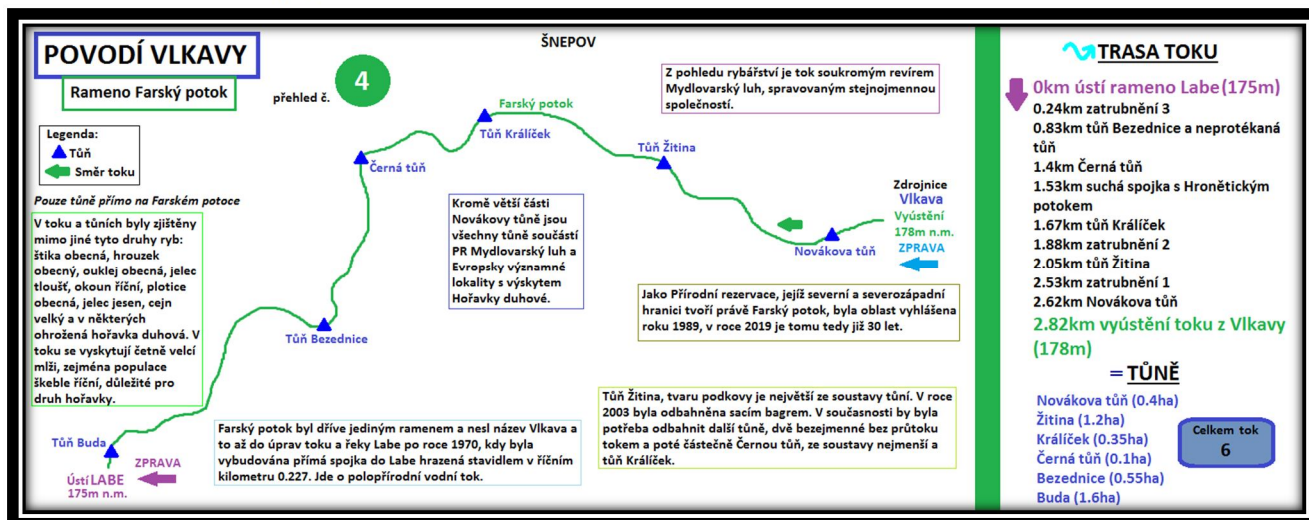 POVODÍ VLKAVY
Rameno Farský potok
přehled č.
4
ŠNEPOV
Z pohledu rybářství je tok soukromým revírem
Mydlovarský luh, spravovaným stejnojmennou
společností.
Legenda:
Tůň
Směr toku
Pouze tůně přímo na Farském potoce
V toku a tůních byly zjištěny
mimo jiné tyto druhy ryb:
štika obecná, hrouzek
obecný, ouklej obecná, jelec
tloušť, okoun říční, plotice
obecná, jelec jesen, cejn
velký a v některých
ohrožená hořavka duhová. V
toku se vyskytují četně velcí
mlži, zejména populace
škeble říční, důležité pro
druh hořavky.
Farský potok
Tůň Králíček
Černá tůň
Tůň Žitina
Kromě větší části
Novákovy tůně jsou
všechny tůně součástí
PR Mydlovarský luh a
Evropsky významné
lokality s výskytem
Hořavky duhové.
Zdrojnice
Vlkava
Vyústění
178m n.m.
ZPRAVA
Novákova tůň
Jako Přírodní rezervace, jejíž severní a severozápadní
hranici tvoří právě Farský potok, byla oblast vyhlášena
roku 1989, v roce 2019 je tomu tedy již 30 let.
Tůň Bezednice
Tůň Žitina, tvaru podkovy je největší ze soustavy tůní. V roce
2003 byla odbahněna sacím bagrem. V současnosti by byla
potřeba odbahnit další tůně, dvě bezejmenné bez průtoku
tokem a poté částečně Černou tůň, ze soustavy nejmenší a
tůň Králíček.
Farský potok byl dříve jediným ramenem a nesl název Vlkava a
to až do úprav toku a řeky Labe po roce 1970, kdy byla
vybudována přímá spojka do Labe hrazená stavidlem v říčním
kilometru 0.227. Jde o polopřírodní vodní tok.
Tůň Buda
ZPRAVA
Ústí LABE
175m n.m.
TRASA TOKU
0km ústí rameno Labe (175m)
0.24km zatrubnění 3
0.83km tůň Bezednice a neprotékaná
tůň
1.4km Černá tůň
1.53km suchá spojka s Hronětickým
potokem
1.67km tůň Králíček
1.88km zatrubnění 2
2.05km tůň Žitina
2.53km zatrubnění 1
2.62km Novákova tůň
2.82km vyústění toku z Vlkavy
(178m)
= TŮNĚ
Novákova tůň (0.4ha)
Žitina (1.2ha)
Králíček (0.35ha)
Černá tůň (0.1ha)
Bezednice (0.55ha)
Buda (1.6ha)
Celkem tok
6